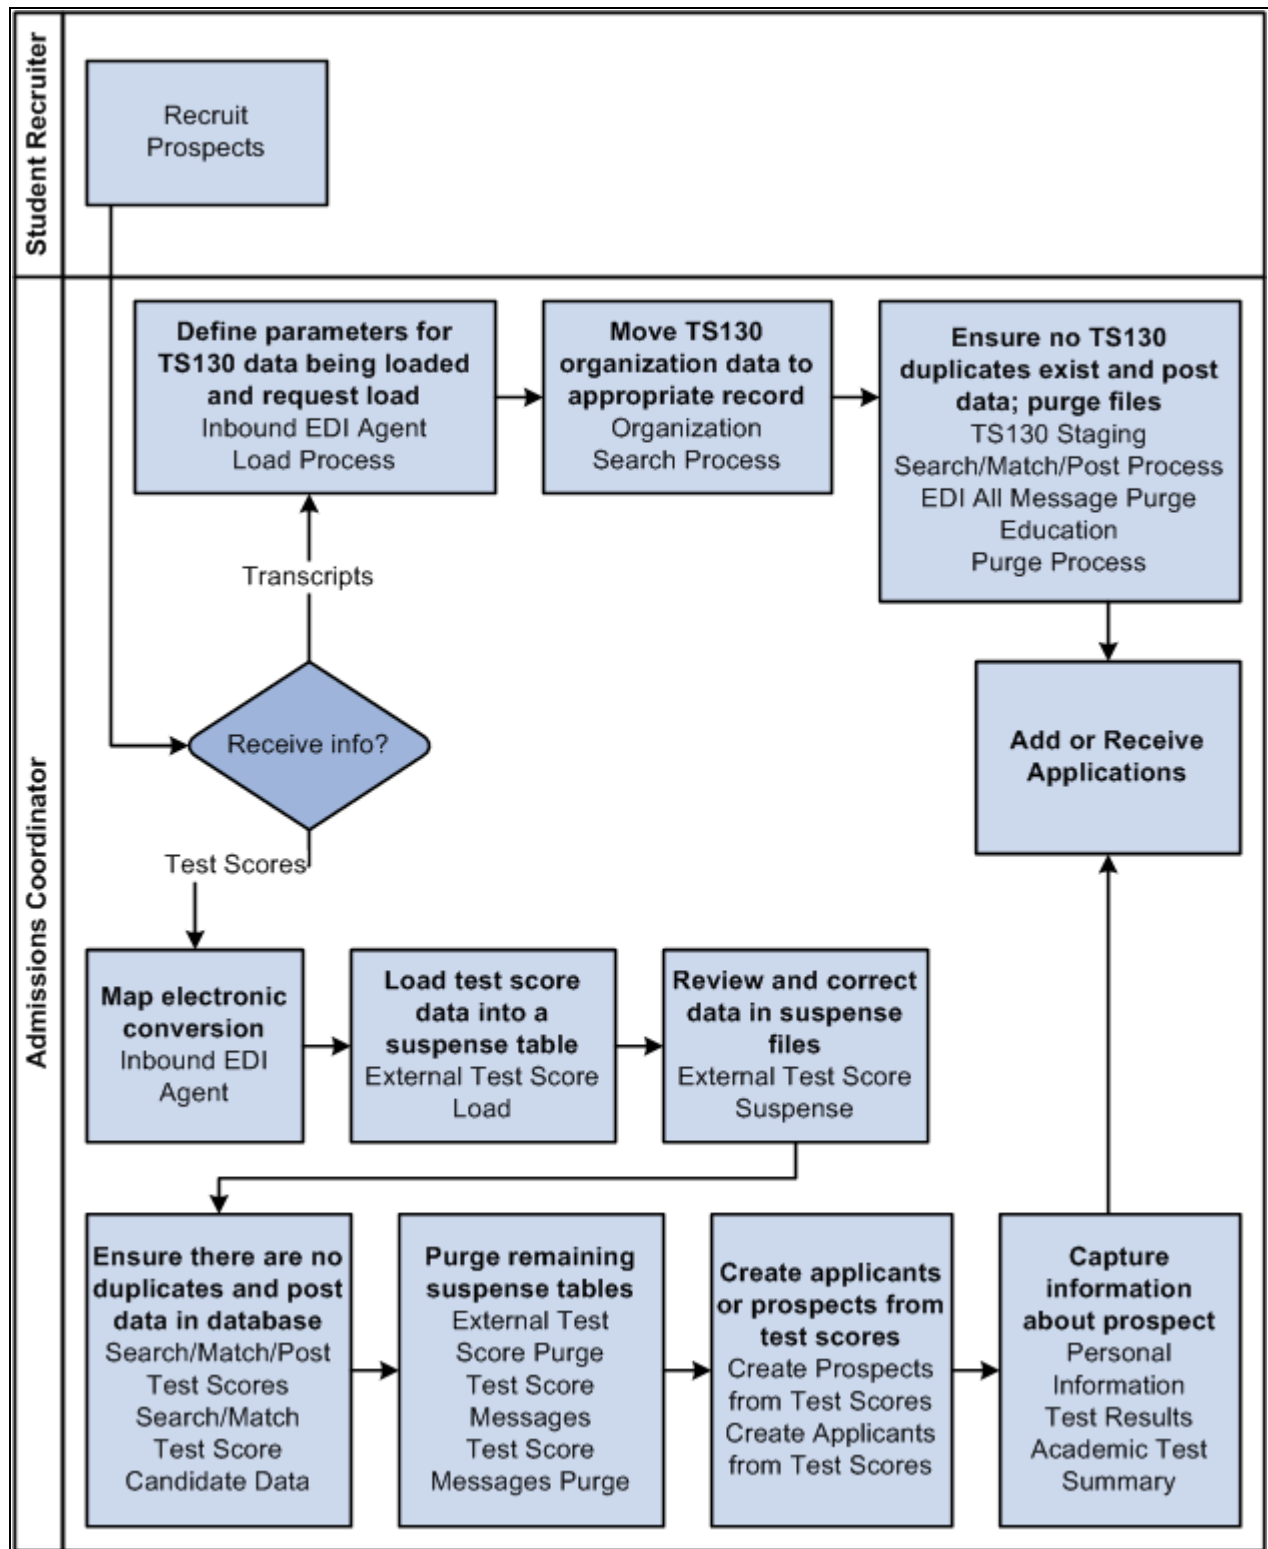 Student Recruiter
Recruit
Prospects
Admissions Coordinator
Define parameters for
TS130 data being loaded
and request load
Inbound EDI Agent
Load Process
Move TS130
organization data to
appropriate record
Organization
Search Process
Ensure no TS130
duplicates exist and post
data; purge files
TS130 Staging
Search/Match/Post Process
EDI All Message Purge
Education
Purge Process
Transcripts
Receive info?
Add or Receive
Applications
Test Scores
Map electronic
conversion
Inbound EDI
Agent
Load test score
data into a
suspense table
External Test Score
Load
Review and correct
data in suspense
files
External Test Score
Suspense
Ensure there are no
duplicates and post
data in database
Search/Match/Post
Test Scores
Search/Match
Test Score
Candidate Data
Purge remaining
suspense tables
External Test
Score Purge
Test Score
Messages
Test Score
Messages Purge
Create applicants
or prospects from
test scores
Create Prospects
from Test Scores
Create Applicants
from Test Scores
Capture
information
about prospect
Personal
Information
Test Results
Academic Test
Summary